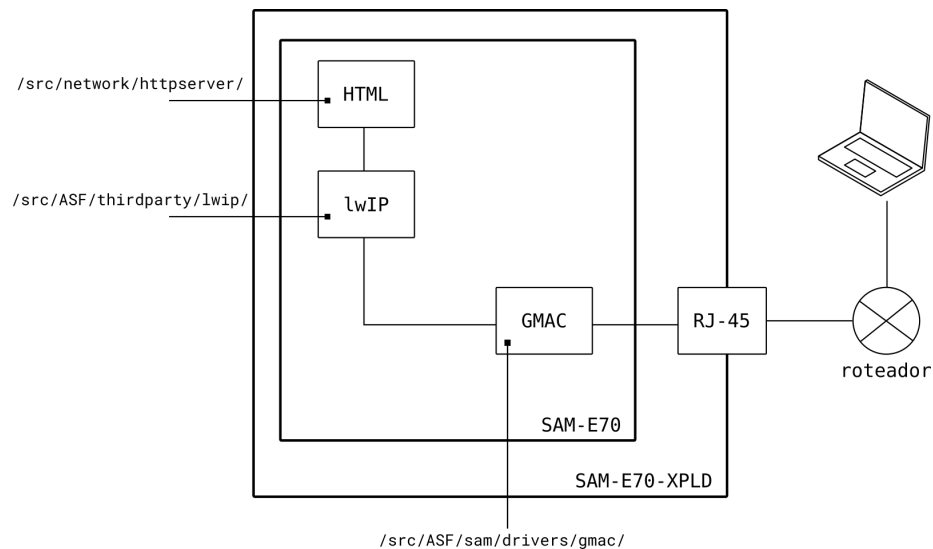 /src/network/httpserver/
HTML
/src/ASF/thirdparty/lwip/
lwIP
GMAC
RJ-45
roteador
SAM-E70
SAM-E70-XPLD
/src/ASF/sam/drivers/gmac/